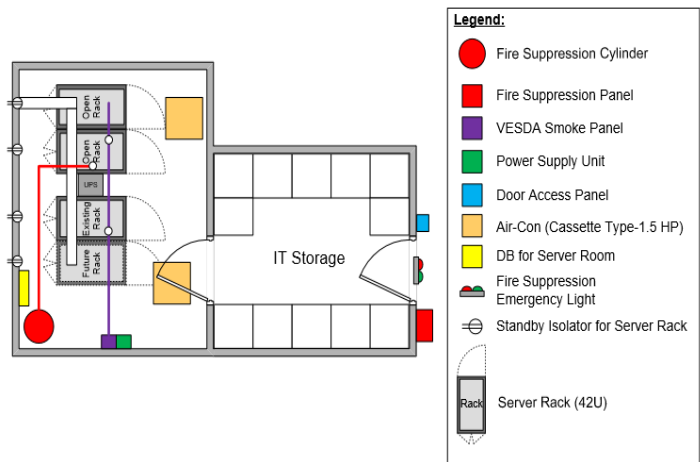 Open
Rack
Open
Rack
UPS
Existing
Rack
Future
Rack
IT Storage
Legend:
Fire Suppression Cylinder
Fire Suppression Panel
VESDA Smoke Panel
Power Supply Unit
Door Access Panel
Air-Con (Cassette Type-1.5 HP)
DB for Server Room
Fire Suppression
Emergency Light
Standby Isolator for Server Rack
Rack
Server Rack (42U)